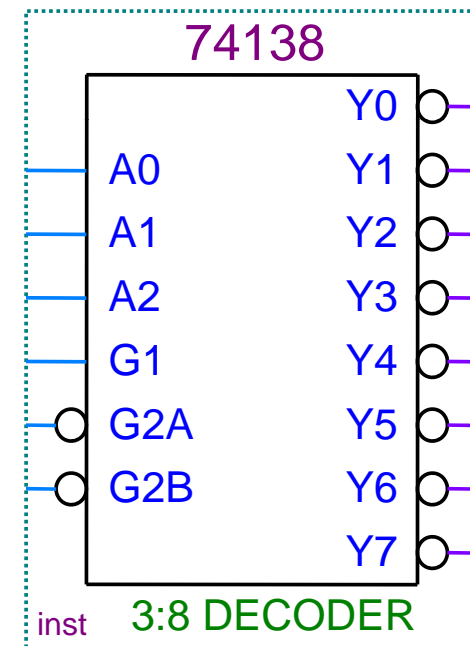 74138
Y0
A0 Y1
A1 Y2
A2 Y3
G1 Y4
G2A Y5
G2B Y6
Y7
inst 3:8 DECODER